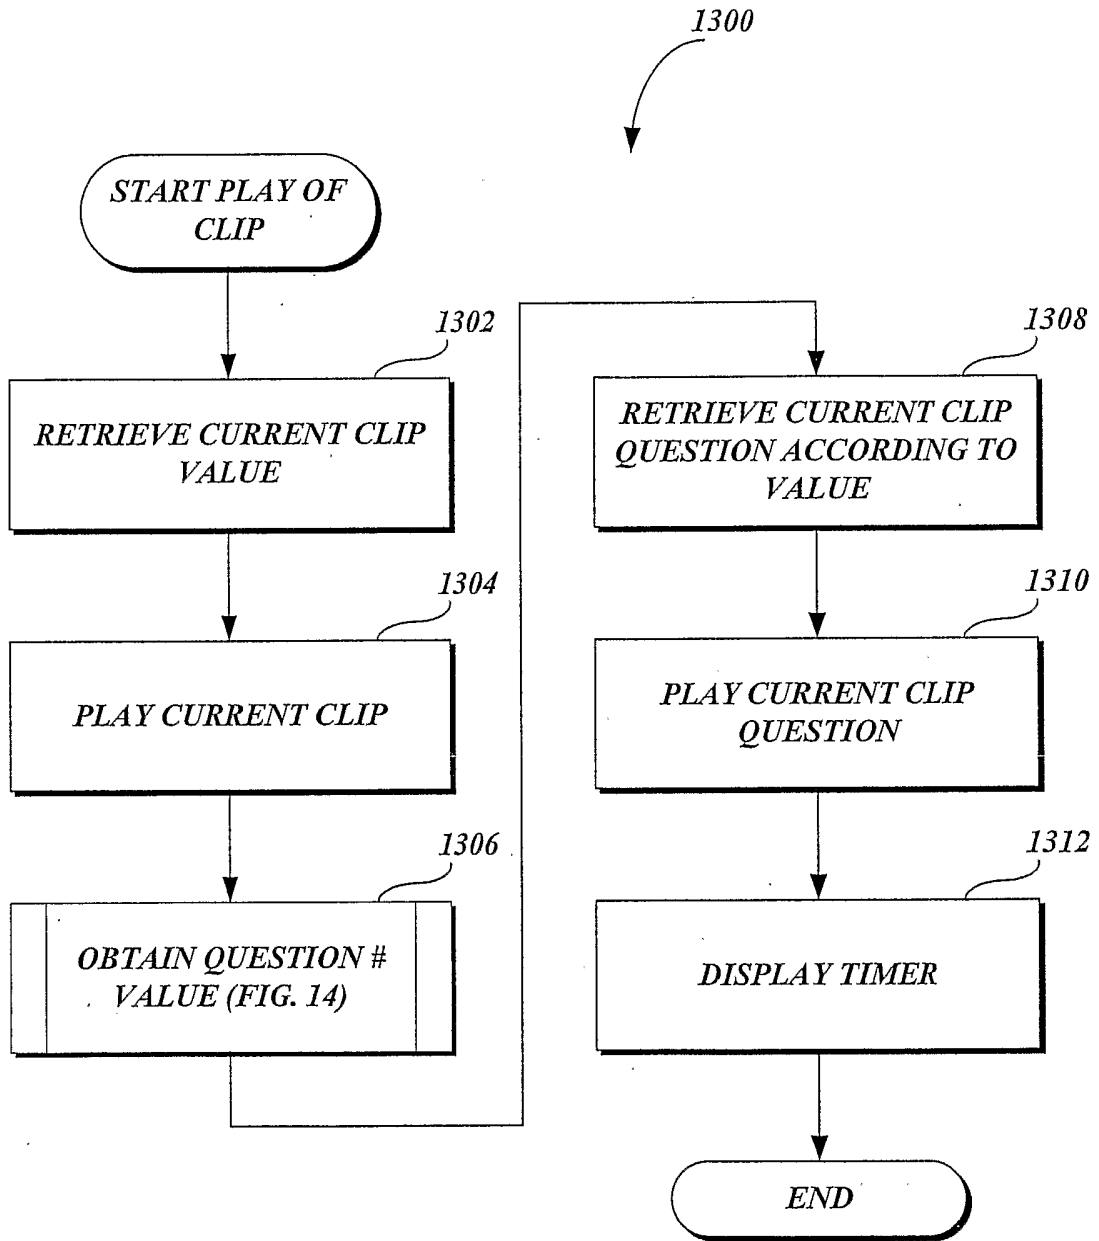 1300
START PLAY OF
CLIP
1302
RETRIEVE CURRENT CLIP
VALUE
1304
PLAY CURRENT CLIP
1306
OBTAIN QUESTION #
VALUE (FIG. 14)
1308
RETRIEVE CURRENT CLIP
QUESTION ACCORDING TO
VALUE
1310
PLAY CURRENT CLIP
QUESTION
1312
DISPLAY TIMER
END